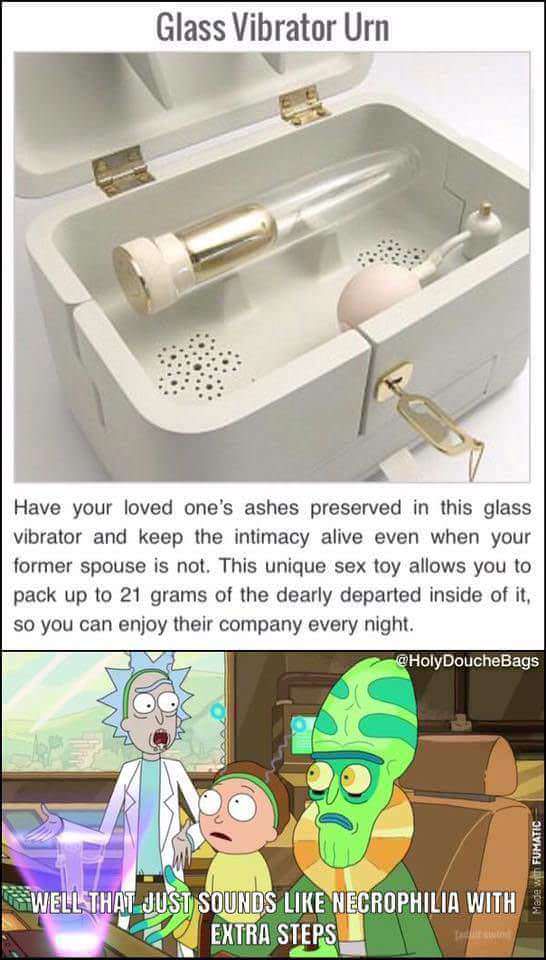 Glass Vibrator Urn
Have your loved one's ashes preserved in this glass
vibrator and keep the intimacy alive even when your
former spouse is not. This unique sex toy allows you to
pack up to 21 grams of the dearly departed inside of it,
so you can enjoy their company every night.
@HolyDoucheBags
WELL THAT JUST SOUNDS LIKE NECROPHILIA WITH
EXTRA STEPS
[adult swim]
Made with FUMATIC